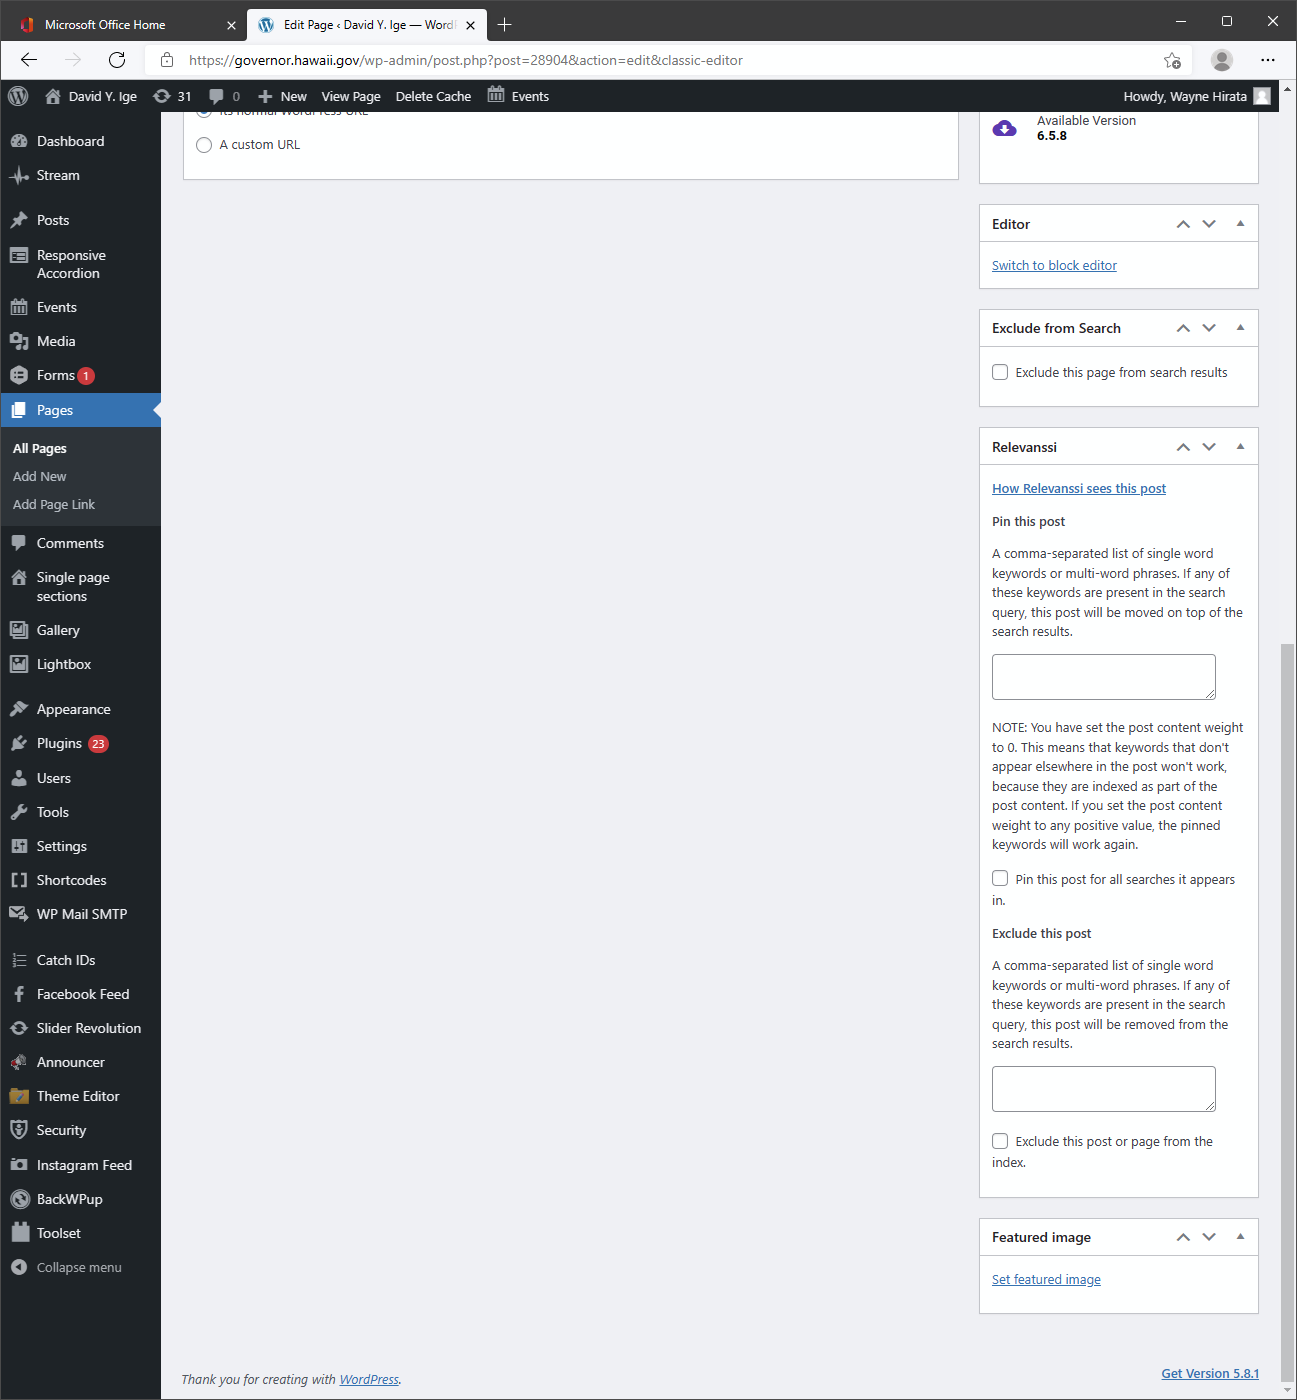 Microsoft Office Home
Edit Page ‹ David Y. Ige — Word
https://governor.hawaii.gov/wp-admin/post.php?post=28904&action=edit&classic-editor
David Y. Ige
31
0
New
View Page
Delete Cache
Events
Howdy, Wayne Hirata
Dashboard
Stream
Posts
Responsive
Accordion
Events
Media
Forms 1
Pages
All Pages
Add New
Add Page Link
Comments
Single page
sections
Gallery
Lightbox
Appearance
Plugins 23
Users
Tools
Settings
Shortcodes
WP Mail SMTP
Catch IDs
Facebook Feed
Slider Revolution
Announcer
Theme Editor
Security
Instagram Feed
BackWPup
Toolset
Collapse menu
Its normal WordPress URL
A custom URL
Available Version
6.5.8
Editor
Switch to block editor
Exclude from Search
Exclude this page from search results
Relevanssi
How Relevanssi sees this post
Pin this post
A comma-separated list of single word
keywords or multi-word phrases. If any of
these keywords are present in the search
query, this post will be moved on top of the
search results.
NOTE: You have set the post content weight
to 0. This means that keywords that don't
appear elsewhere in the post won't work,
because they are indexed as part of the
post content. If you set the post content
weight to any positive value, the pinned
keywords will work again.
Pin this post for all searches it appears
in.
Exclude this post
A comma-separated list of single word
keywords or multi-word phrases. If any of
these keywords are present in the search
query, this post will be removed from the
search results.
Exclude this post or page from the
index.
Featured image
Set featured image
Thank you for creating with WordPress.
Get Version 5.8.1